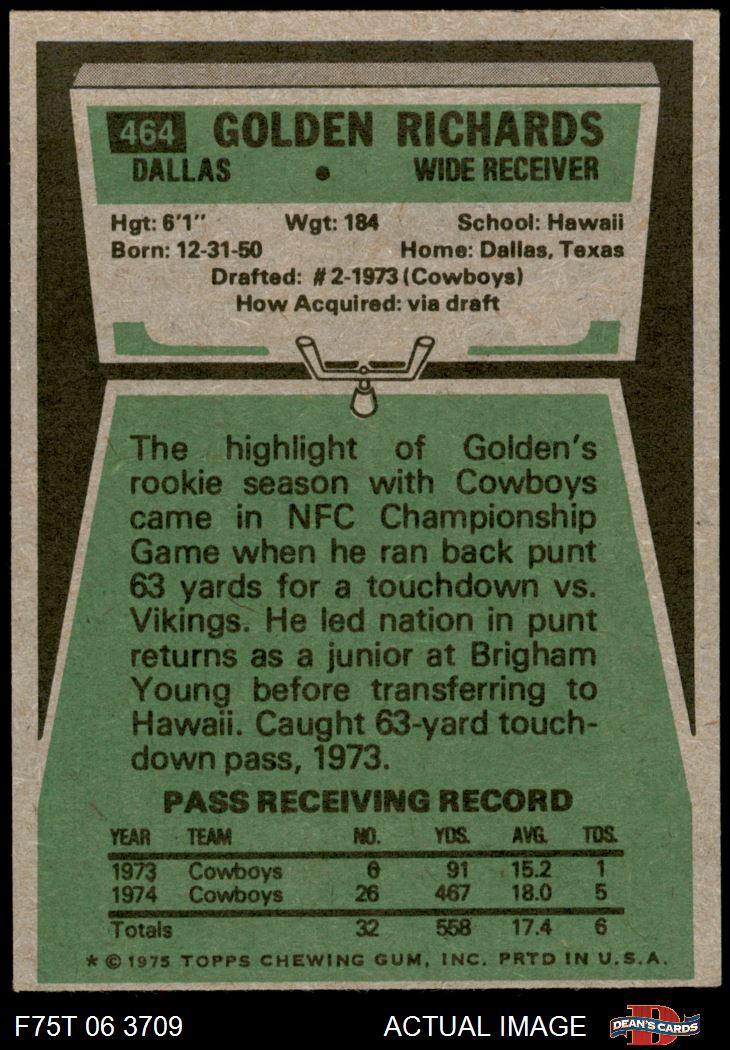 464 GOLDEN RICHARDS
DALLAS • WIDE RECEIVER
Hgt: 6'1" Wgt: 184 School: Hawaii
Born: 12-31-50 Home: Dallas, Texas
Drafted: #2-1973 (Cowboys)
How Acquired: via draft
The highlight of Golden's
rookie season with Cowboys
came in NFC Championship
Game when he ran back punt
63 yards for a touchdown vs.
Vikings. He led nation in punt
returns as a junior at Brigham
Young before transferring to
Hawaii. Caught 63-yard touch-
down pass, 1973.
PASS RECEIVING RECORD
YEAR TEAM NO. YDS. AVG. TDS.
1973 Cowboys 6 91 15.2 1
1974 Cowboys 26 467 18.0 5
Totals 32 558 17.4 6
* © 1975 TOPPS CHEWING GUM, INC. PRTD IN U.S.A.
F75T 06 3709 ACTUAL IMAGE DEAN'S CARDS